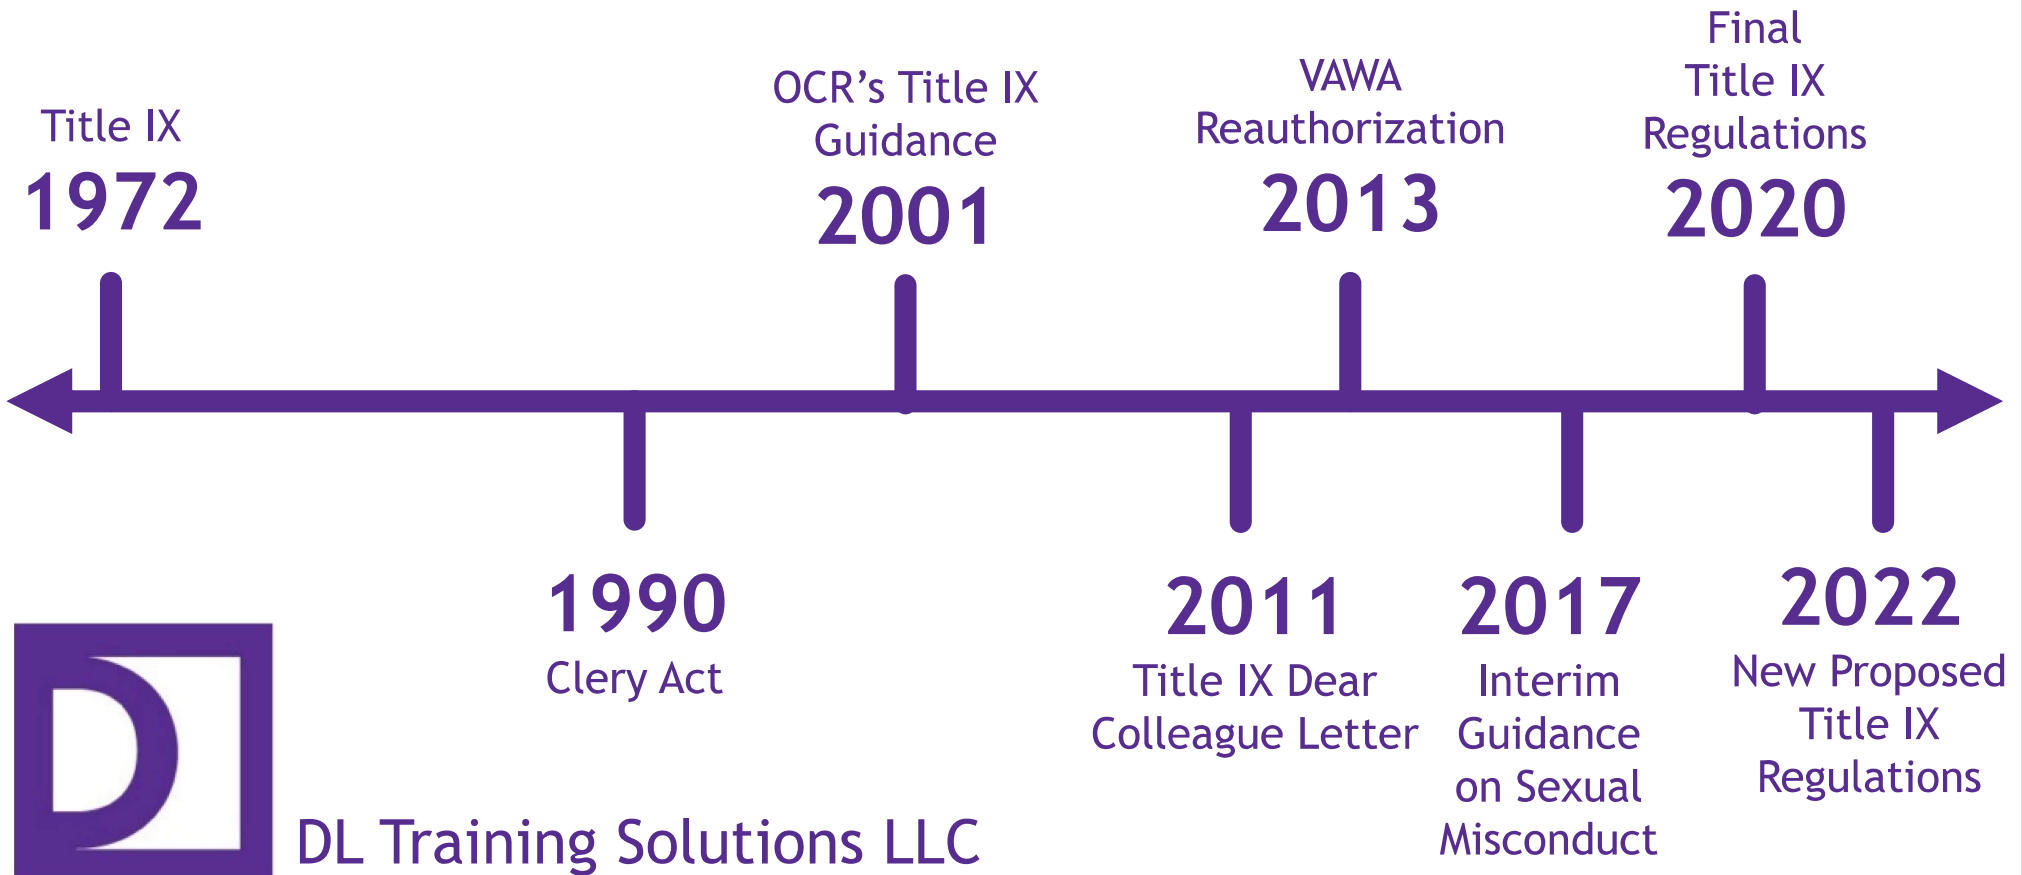 Title IX
1972
1990
Clery Act
OCR’s Title IX
Guidance
2001
2011
Title IX Dear
Colleague Letter
VAWA
Reauthorization
2013
2017
Interim
Guidance
on Sexual
Misconduct
Final
Title IX
Regulations
2020
2022
New Proposed
Title IX
Regulations
D
DL Training Solutions LLC